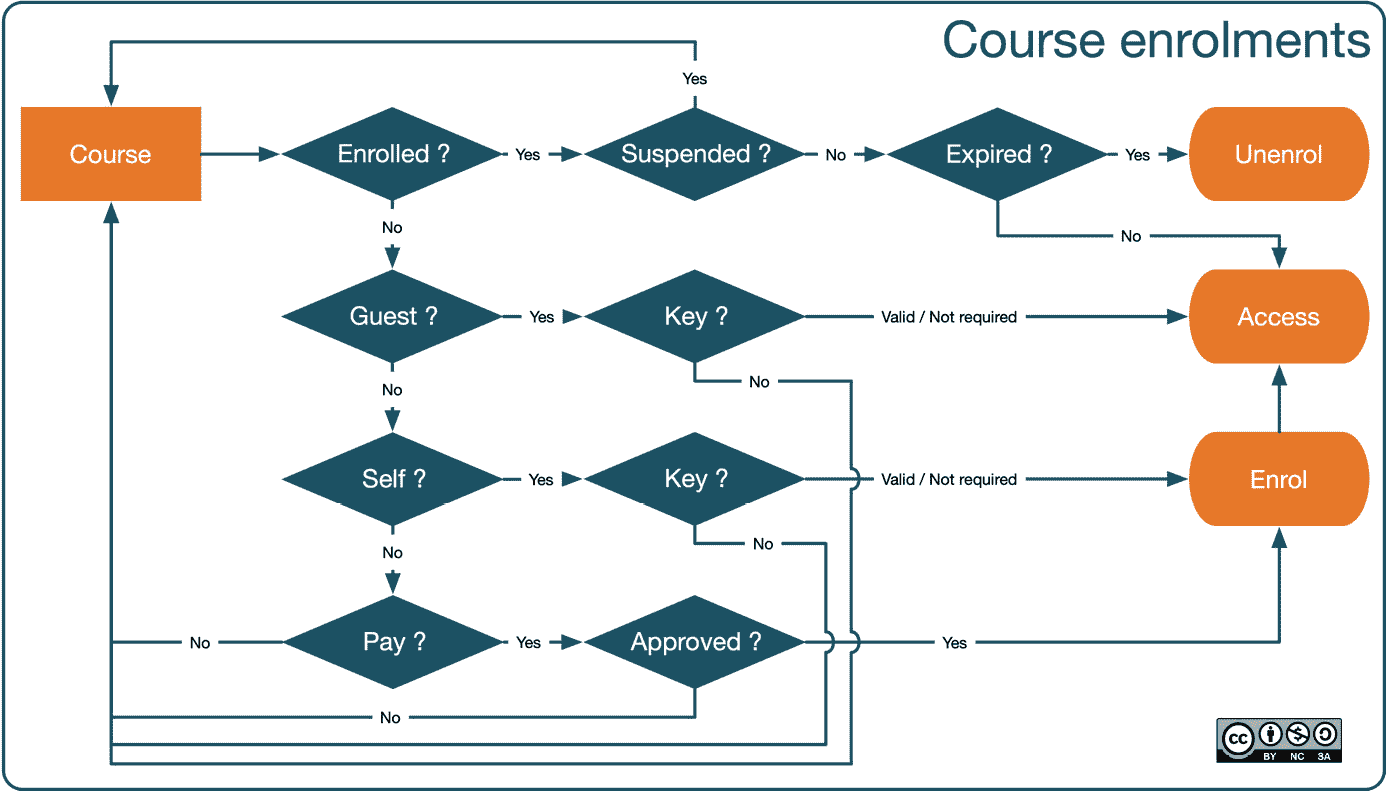 Course enrolments
Yes
Course
Enrolled ?
Yes
Suspended ?
No
Expired ?
Yes
Unenrol
No
No
Guest ?
Yes
Key ?
Valid / Not required
Access
No
No
Self ?
Yes
Key ?
Valid / Not required
Enrol
No
No
No
Pay ?
Yes
Approved ?
Yes
No
cc
BY NC SA